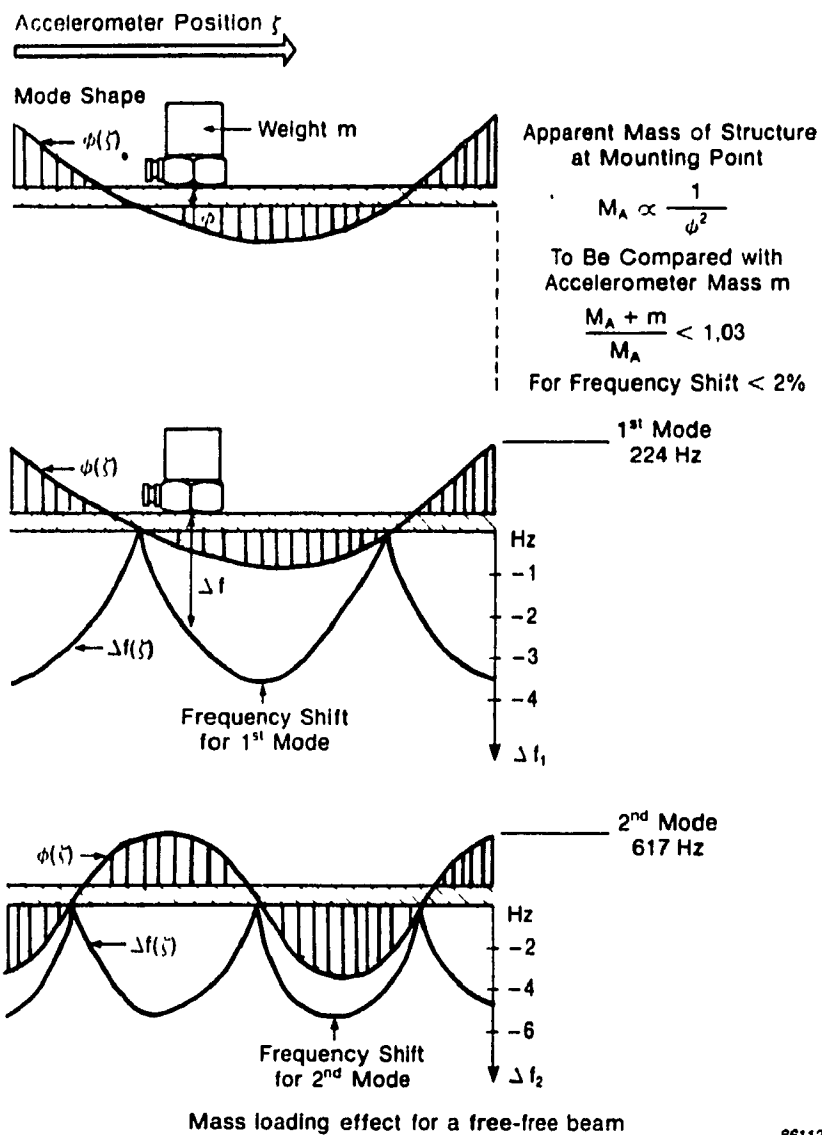 Accelerometer Position ζ
Mode Shape
ϕ(ζ)
Weight m
ϕ
Apparent Mass of Structure
at Mounting Point
M_A ∝ 1/ϕ²
To Be Compared with
Accelerometer Mass m
(M_A + m)/M_A < 1,03
For Frequency Shift < 2%
ϕ(ζ)
1st Mode
224 Hz
Hz
-1
-2
-3
-4
Δf
Δf(ζ)
Frequency Shift
for 1st Mode
Δf₁
ϕ(ζ)
2nd Mode
617 Hz
Hz
-2
-4
-6
Δf(ζ)
Frequency Shift
for 2nd Mode
Δf₂
Mass loading effect for a free-free beam